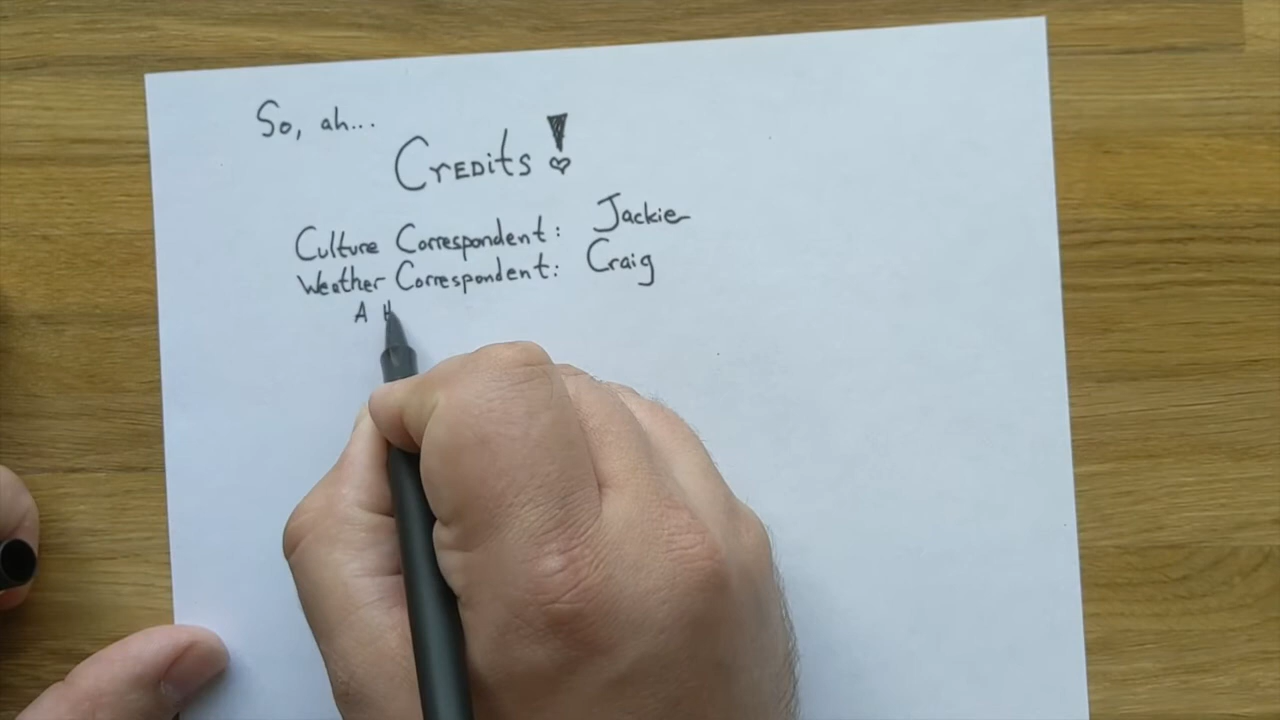 So, ah...
Credits!
Culture Correspondent: Jackie
Weather Correspondent: Craig
A